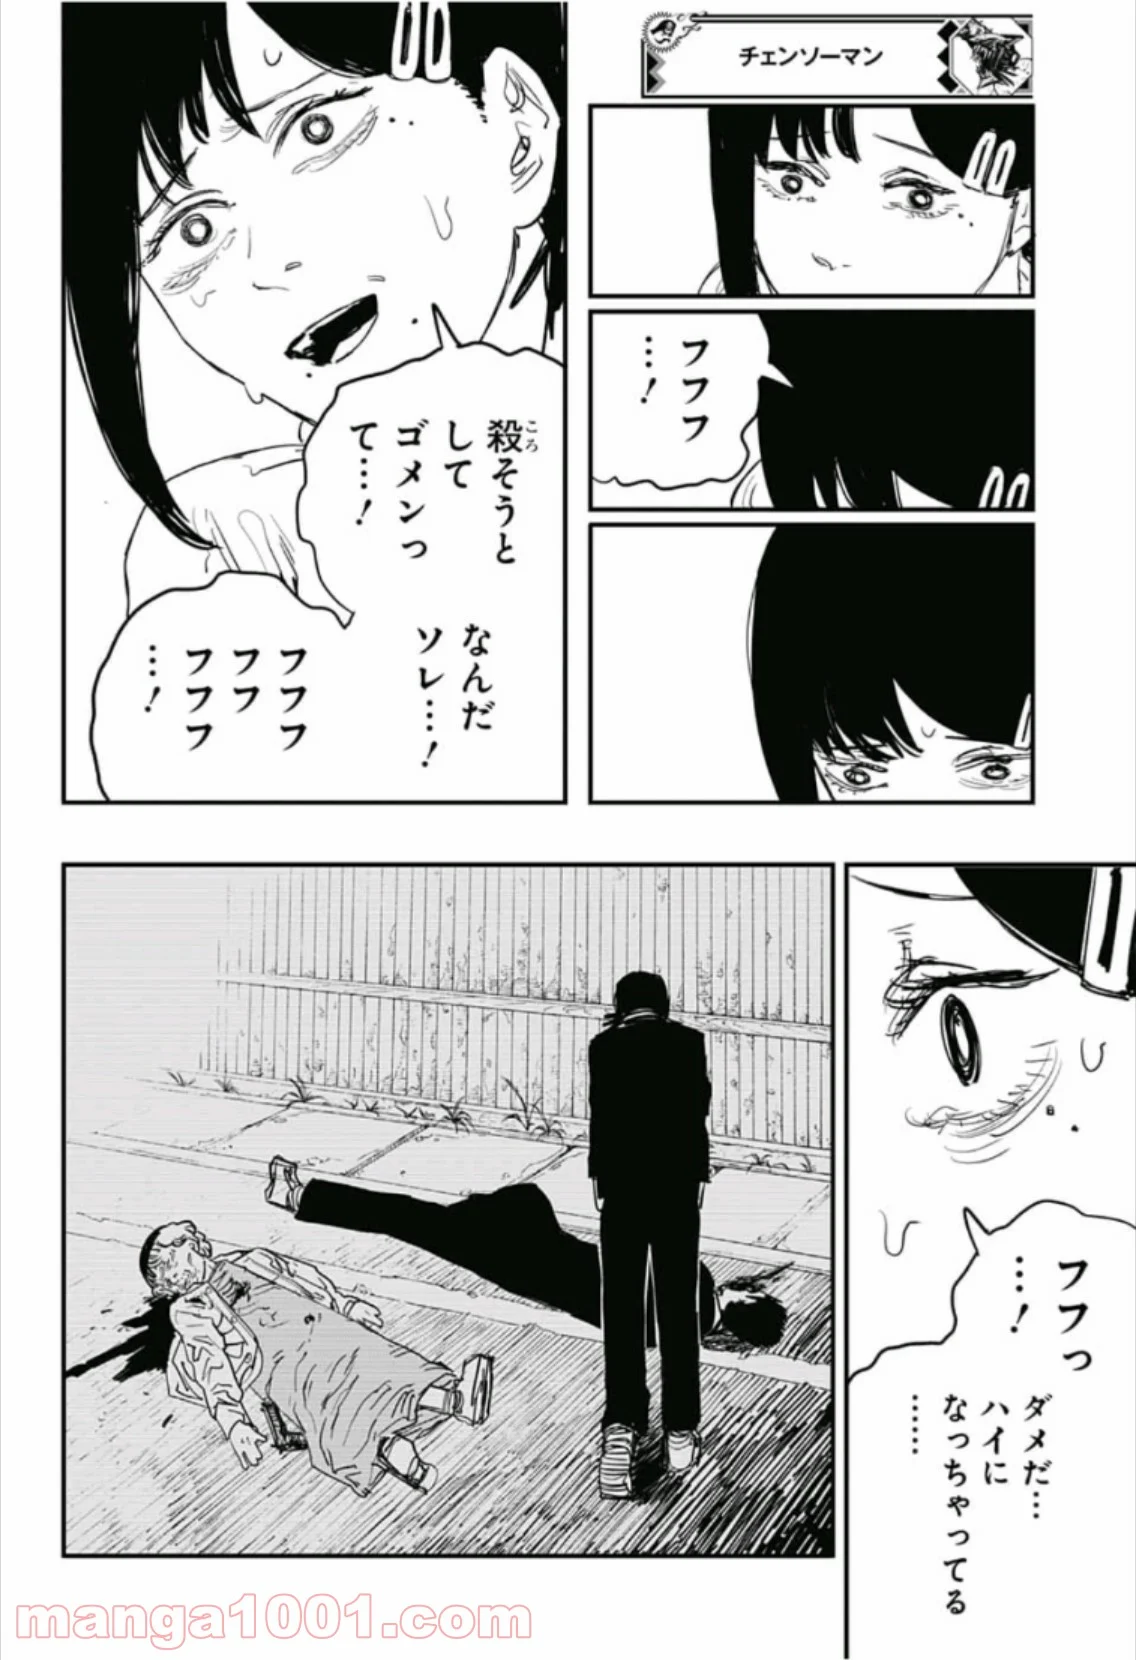 チェンソーマン
フフフ
…！
殺そうと
ころ
して
ゴメンっ
て…！
なんだ
ソレ…！
フフフ
フフ
フフフ
…！
フフっ
…！
ダメだ…
ハイに
なっちゃってる
……
manga1001.com